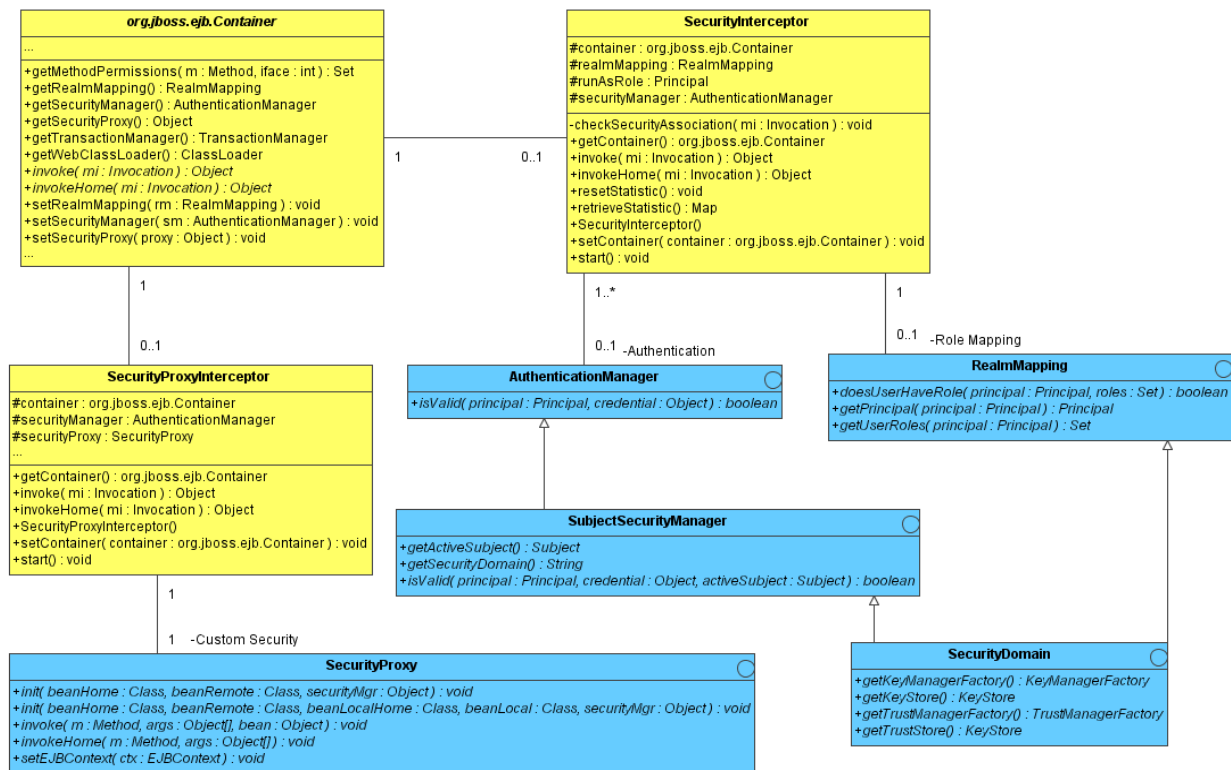 org.jboss.ejb.Container
...
+getMethodPermissions( m : Method, iface : int ) : Set
+getRealmMapping() : RealmMapping
+getSecurityManager() : AuthenticationManager
+getSecurityProxy() : Object
+getTransactionManager() : TransactionManager
+getWebClassLoader() : ClassLoader
+invoke( mi : Invocation ) : Object
+invokeHome( mi : Invocation ) : Object
+setRealmMapping( rm : RealmMapping ) : void
+setSecurityManager( sm : AuthenticationManager ) : void
+setSecurityProxy( proxy : Object ) : void
...
1
0..1
SecurityInterceptor
#container : org.jboss.ejb.Container
#realmMapping : RealmMapping
#runAsRole : Principal
#securityManager : AuthenticationManager
-checkSecurityAssociation( mi : Invocation ) : void
+getContainer() : org.jboss.ejb.Container
+invoke( mi : Invocation ) : Object
+invokeHome( mi : Invocation ) : Object
+resetStatistic() : void
+retrieveStatistic() : Map
+SecurityInterceptor()
+setContainer( container : org.jboss.ejb.Container ) : void
+start() : void
1
0..1
1..*
0..1 -Authentication
1
0..1 -Role Mapping
SecurityProxyInterceptor
#container : org.jboss.ejb.Container
#securityManager : AuthenticationManager
#securityProxy : SecurityProxy
...
+getContainer() : org.jboss.ejb.Container
+invoke( mi : Invocation ) : Object
+invokeHome( mi : Invocation ) : Object
+SecurityProxyInterceptor()
+setContainer( container : org.jboss.ejb.Container ) : void
+start() : void
AuthenticationManager
+isValid( principal : Principal, credential : Object ) : boolean
RealmMapping
+doesUserHaveRole( principal : Principal, roles : Set ) : boolean
+getPrincipal( principal : Principal ) : Principal
+getUserRoles( principal : Principal ) : Set
SubjectSecurityManager
+getActiveSubject() : Subject
+getSecurityDomain() : String
+isValid( principal : Principal, credential : Object, activeSubject : Subject ) : boolean
1
1 -Custom Security
SecurityProxy
+init( beanHome : Class, beanRemote : Class, securityMgr : Object ) : void
+init( beanHome : Class, beanRemote : Class, beanLocalHome : Class, beanLocal : Class, securityMgr : Object ) : void
+invoke( m : Method, args : Object[], bean : Object ) : void
+invokeHome( m : Method, args : Object[] ) : void
+setEJBContext( ctx : EJBContext ) : void
SecurityDomain
+getKeyManagerFactory() : KeyManagerFactory
+getKeyStore() : KeyStore
+getTrustManagerFactory() : TrustManagerFactory
+getTrustStore() : KeyStore